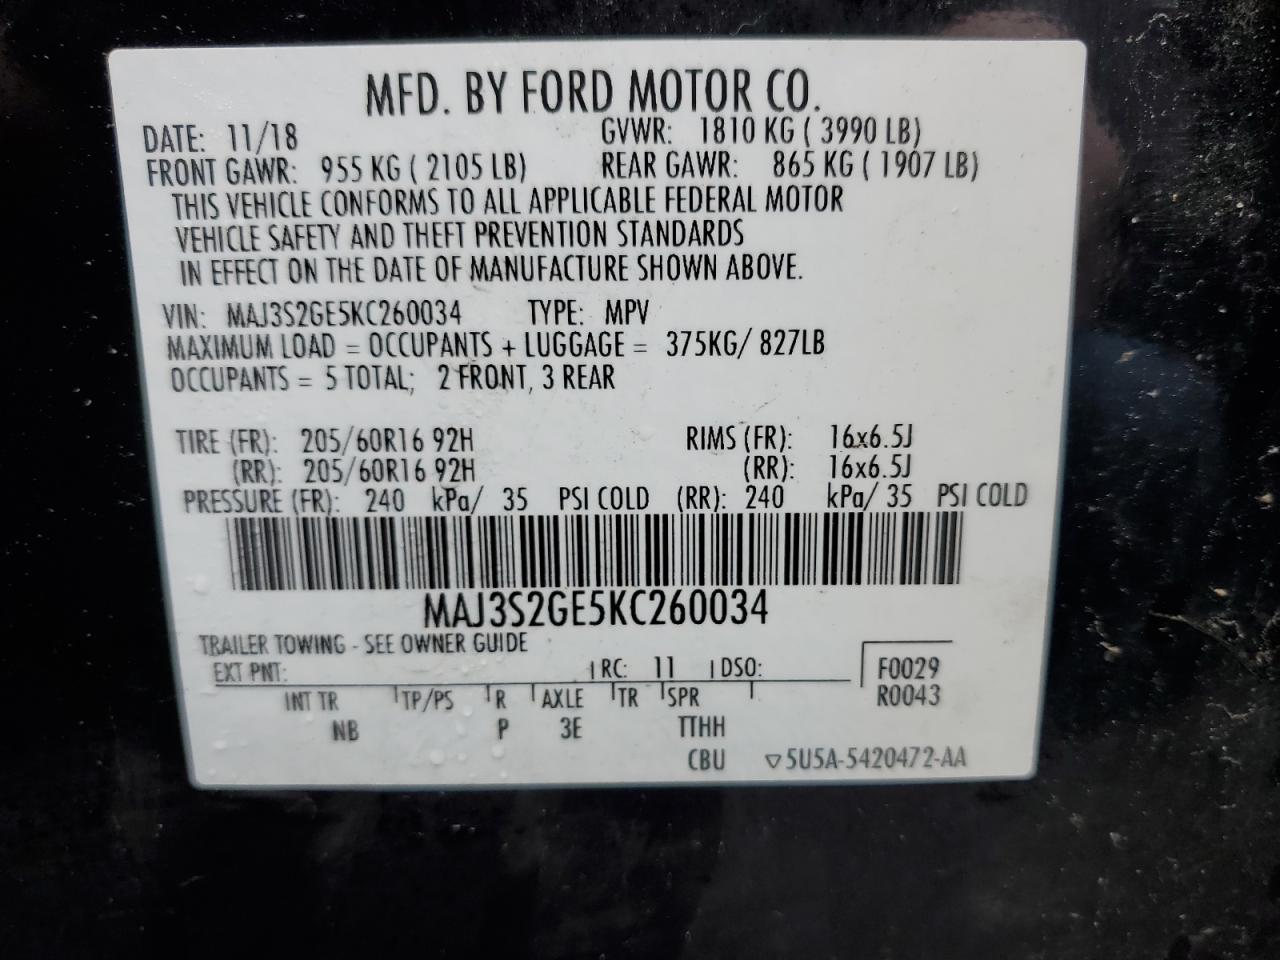 MFD. BY FORD MOTOR CO.
DATE: 11/18 GVWR: 1810 KG ( 3990 LB)
FRONT GAWR: 955 KG ( 2105 LB) REAR GAWR: 865 KG ( 1907 LB)
THIS VEHICLE CONFORMS TO ALL APPLICABLE FEDERAL MOTOR
VEHICLE SAFETY AND THEFT PREVENTION STANDARDS
IN EFFECT ON THE DATE OF MANUFACTURE SHOWN ABOVE.
VIN: MAJ3S2GE5KC260034 TYPE: MPV
MAXIMUM LOAD = OCCUPANTS + LUGGAGE = 375KG/ 827LB
OCCUPANTS = 5 TOTAL; 2 FRONT, 3 REAR
TIRE (FR): 205/60R16 92H RIMS (FR): 16x6.5J
(RR): 205/60R16 92H (RR): 16x6.5J
PRESSURE (FR): 240 kPa/ 35 PSI COLD (RR): 240 kPa/ 35 PSI COLD
MAJ3S2GE5KC260034
TRAILER TOWING - SEE OWNER GUIDE
EXT PNT: RC: 11 DSO: F0029
INT TR TP/PS R AXLE TR SPR R0043
NB P 3E TTHH
CBU ▽5U5A-5420472-AA